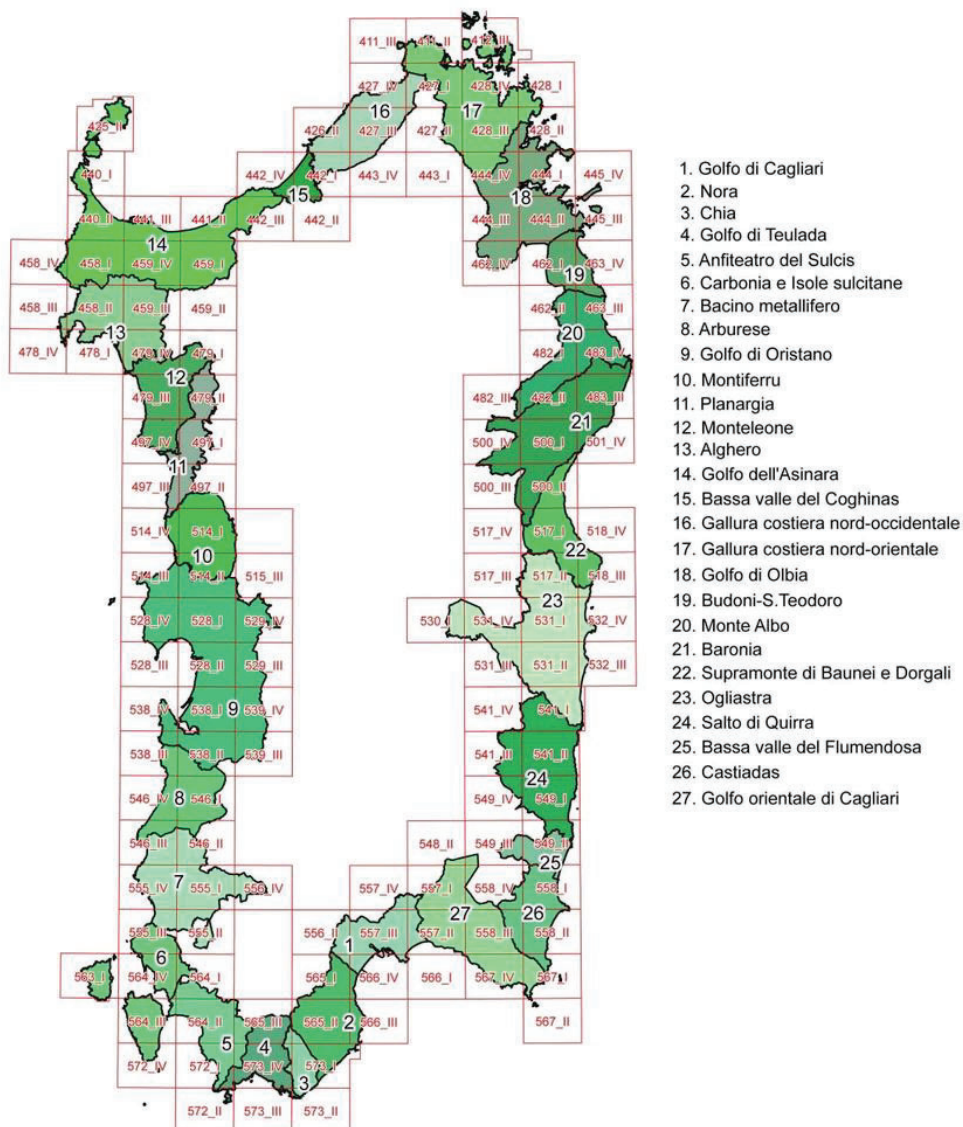 411_III 411_II 412_III
427_IV 427_I 428_IV 428_I
16 17
425_II 426_II 427_III 427_II 428_III 428_II
440_I 442_IV 442_I 443_IV 443_I 444_IV 444_I 445_IV
15 18
440_II 441_III 441_II 442_III 442_II 444_III 444_II 445_III
14
458_IV 458_I 459_IV 459_I 462_IV 462_I 463_IV
19
458_III 458_II 459_III 459_II 462_II 463_III
13 20
478_IV 478_I 479_IV 479_I 482_I 483_IV
12
479_III 479_II 482_III 482_II 483_III
21
497_IV 497_I 500_IV 500_I 501_IV
11
497_III 497_II 500_III 500_II
514_IV 514_I 517_IV 517_I 518_IV
10 22
514_III 514_II 515_III 517_III 517_II 518_III
23
528_IV 528_I 529_IV 530_I 531_IV 531_I 532_IV
528_III 528_II 529_III 531_III 531_II 532_III
538_IV 538_I 539_IV 541_IV 541_I
9
538_III 538_II 539_III 541_III 541_II
24
546_IV 546_I 549_IV 549_I
8
546_III 546_II 548_II 549_III 549_II
25
555_IV 555_I 556_IV 557_IV 557_I 558_IV 558_I
7 27 26
555_III 555_II 556_II 557_III 557_II 558_III 558_II
1
6
563_I 564_IV 564_I 565_I 566_IV 566_I 567_IV 567_I
564_III 564_II 565_III 565_II 566_III 567_II
2
5 4
572_IV 572_I 573_IV 573_I
3
572_II 573_III 573_II
1. Golfo di Cagliari
2. Nora
3. Chia
4. Golfo di Teulada
5. Anfiteatro del Sulcis
6. Carbonia e Isole sulcitane
7. Bacino metallifero
8. Arburese
9. Golfo di Oristano
10. Montiferru
11. Planargia
12. Monteleone
13. Alghero
14. Golfo dell'Asinara
15. Bassa valle del Coghinas
16. Gallura costiera nord-occidentale
17. Gallura costiera nord-orientale
18. Golfo di Olbia
19. Budoni-S.Teodoro
20. Monte Albo
21. Baronia
22. Supramonte di Baunei e Dorgali
23. Ogliastra
24. Salto di Quirra
25. Bassa valle del Flumendosa
26. Castiadas
27. Golfo orientale di Cagliari